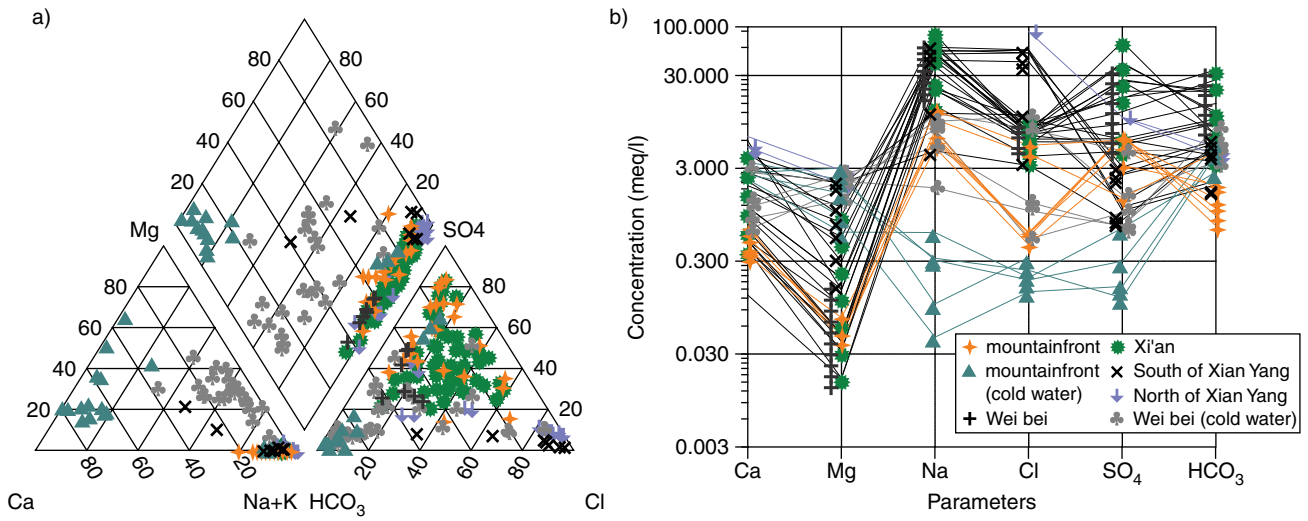 a)
80 80
60 60
40 40
20 20
Mg SO4
80 80
60 60
40 40
20 20
80 60 40 20 20 40 60 80
Ca Na+K HCO₃ Cl
b)
Concentration (meq/l)
100.000
30.000
3.000
0.300
0.030
0.003
Ca Mg Na Cl SO₄ HCO₃
Parameters
mountainfront
mountainfront
(cold water)
Wei bei
Xi'an
South of Xian Yang
North of Xian Yang
Wei bei (cold water)